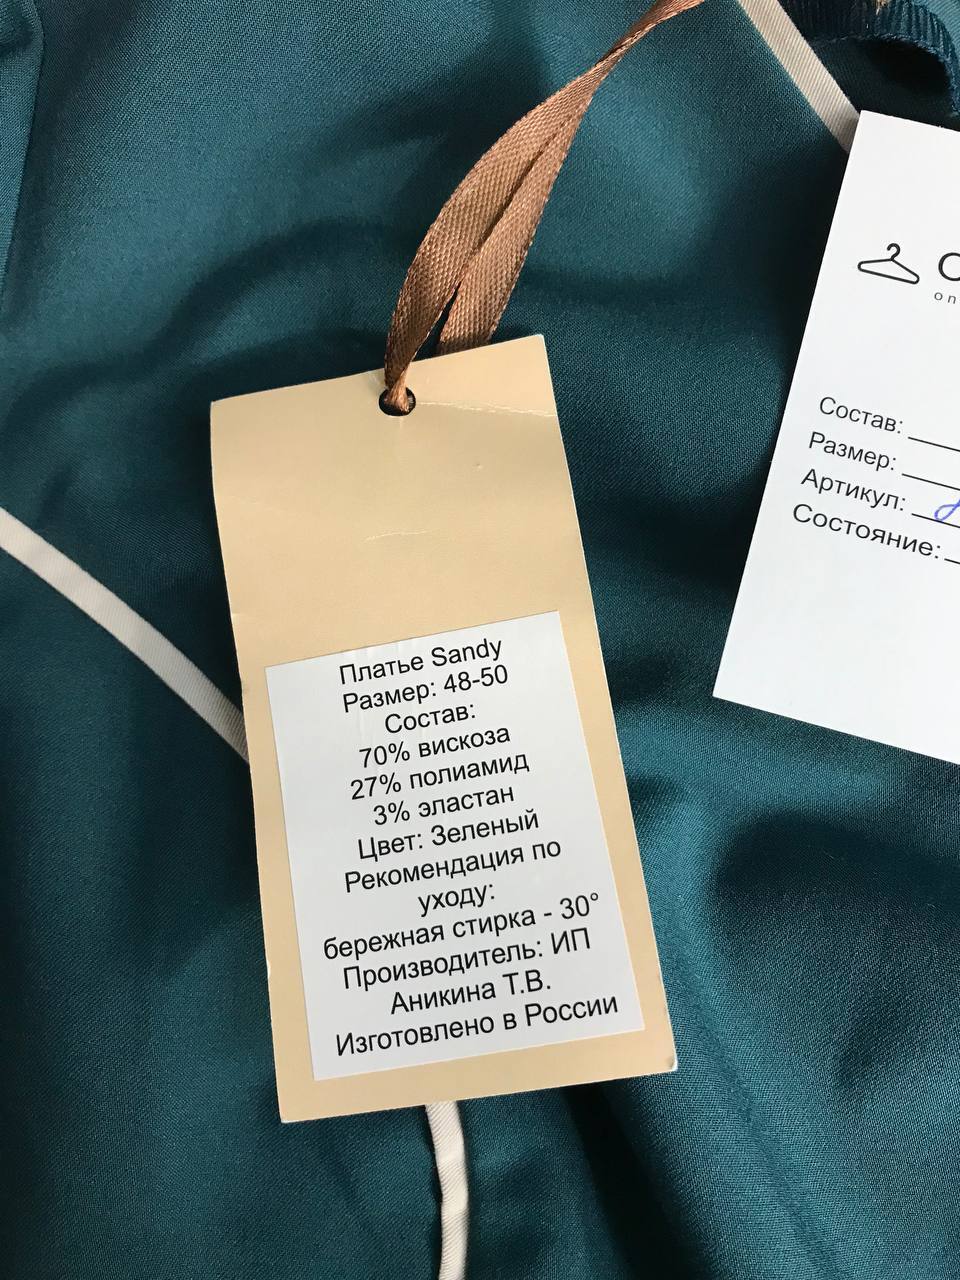 Платье Sandy
Размер: 48-50
Состав:
70% вискоза
27% полиамид
3% эластан
Цвет: Зеленый
Рекомендация по
уходу:
бережная стирка - 30°
Производитель: ИП
Аникина Т.В.
Изготовлено в России
Состав:
Размер:
Артикул:
Состояние: